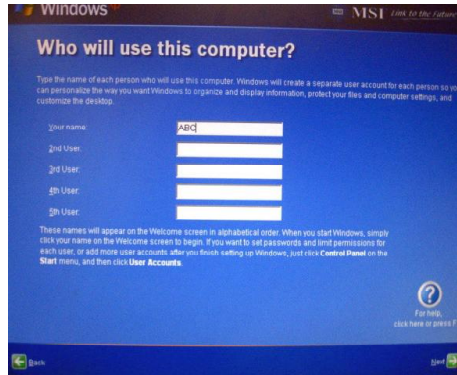 Windows
MSI Link to the Future
Who will use this computer?
Type the name of each person who will use this computer. Windows will create a separate user account for each person so yo
can personalize the way you want Windows to organize and display information, protect your files and computer settings, and
customize the desktop.
Your name: ABC
2nd User:
3rd User:
4th User:
5th User:
These names will appear on the Welcome screen in alphabetical order. When you start Windows, simply
click your name on the Welcome screen to begin. If you want to set passwords and limit permissions for
each user, or add more user accounts after you finish setting up Windows, just click Control Panel on the
Start menu, and then click User Accounts.
?
For help,
click here or press F
Back
Next